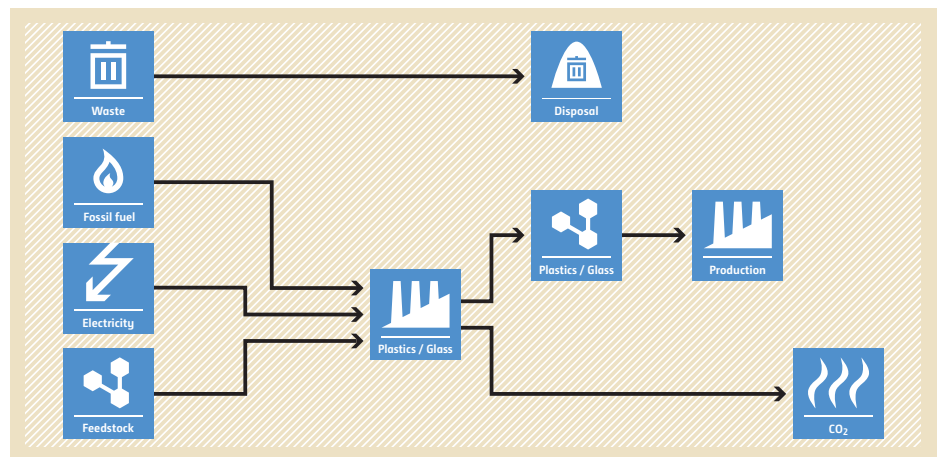 Waste
Disposal
Fossil fuel
Electricity
Feedstock
Plastics / Glass
Plastics / Glass
Production
CO₂